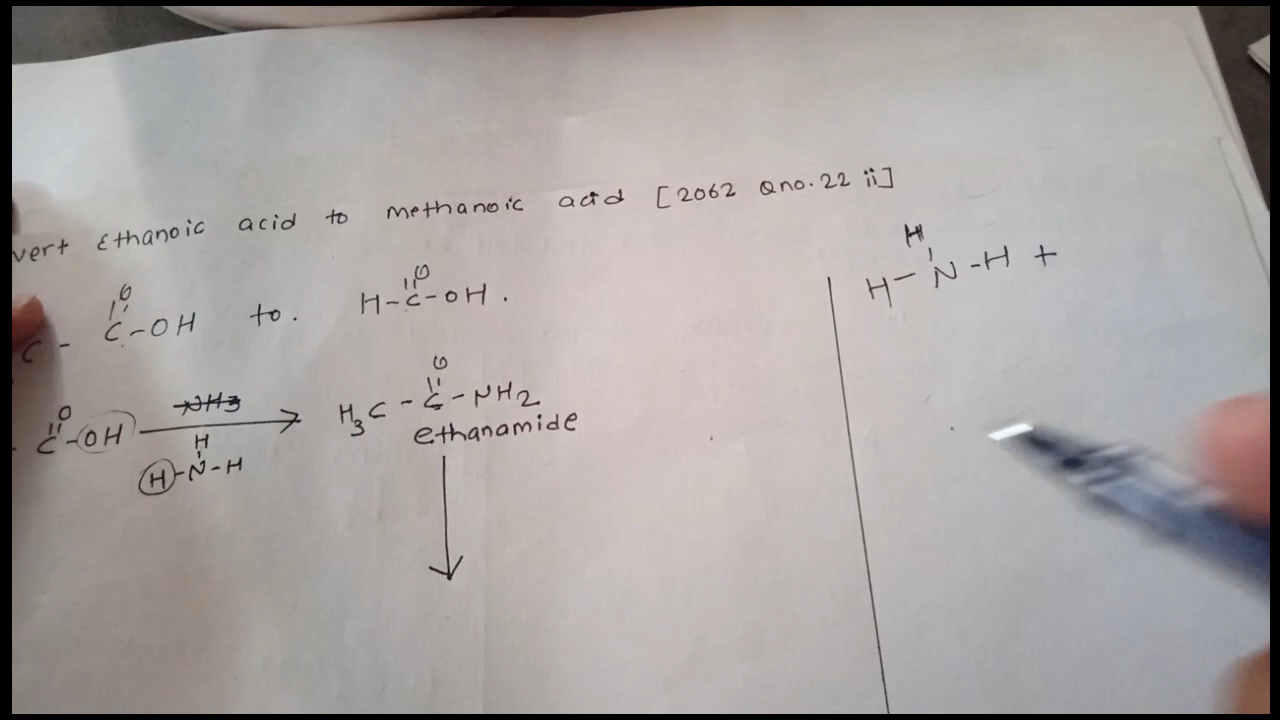 vert Ethanoic acid to methanoic acid [2062 Qno.22 ii]
O
C - C - OH to. H - C - OH .
O
O
C - OH NH3 H3C - C - NH2
O
H
H - N - H
ethanamide
H
H - N - H +